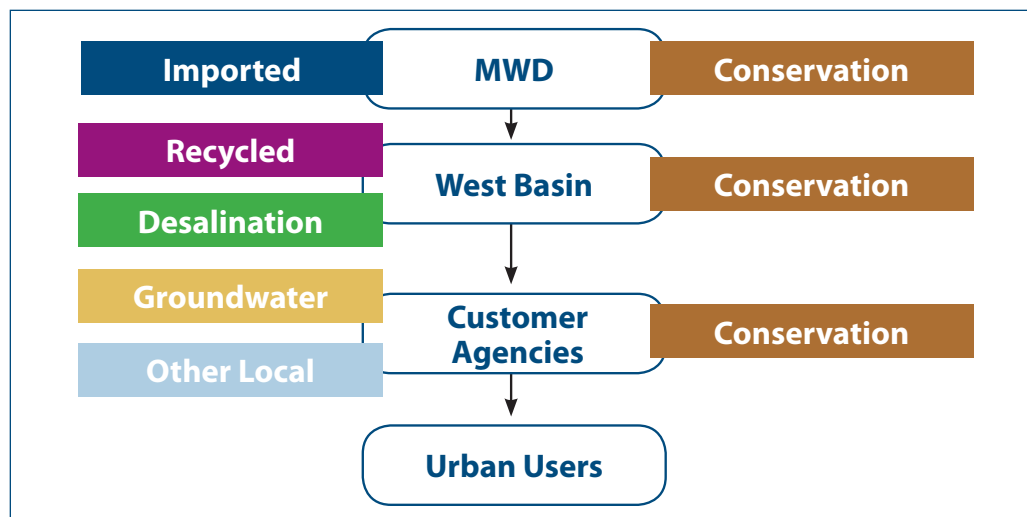 Imported
MWD
Conservation
Recycled
West Basin
Conservation
Desalination
Groundwater
Customer
Agencies
Conservation
Other Local
Urban Users